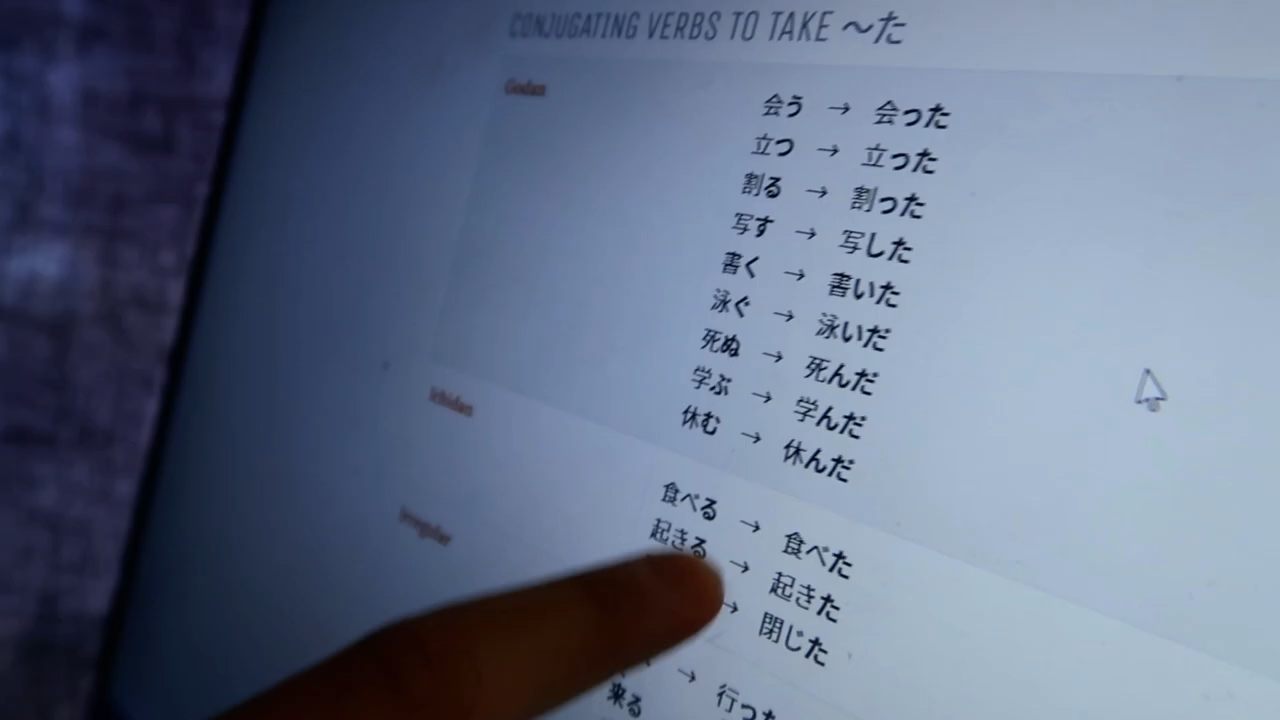 CONJUGATING VERBS TO TAKE ～た
Godan
会う → 会った
立つ → 立った
割る → 割った
写す → 写した
書く → 書いた
泳ぐ → 泳いだ
死ぬ → 死んだ
学ぶ → 学んだ
休む → 休んだ
Ichidan
食べる → 食べた
起きる → 起きた
→ 閉じた
Irregular
→ 行った
来る